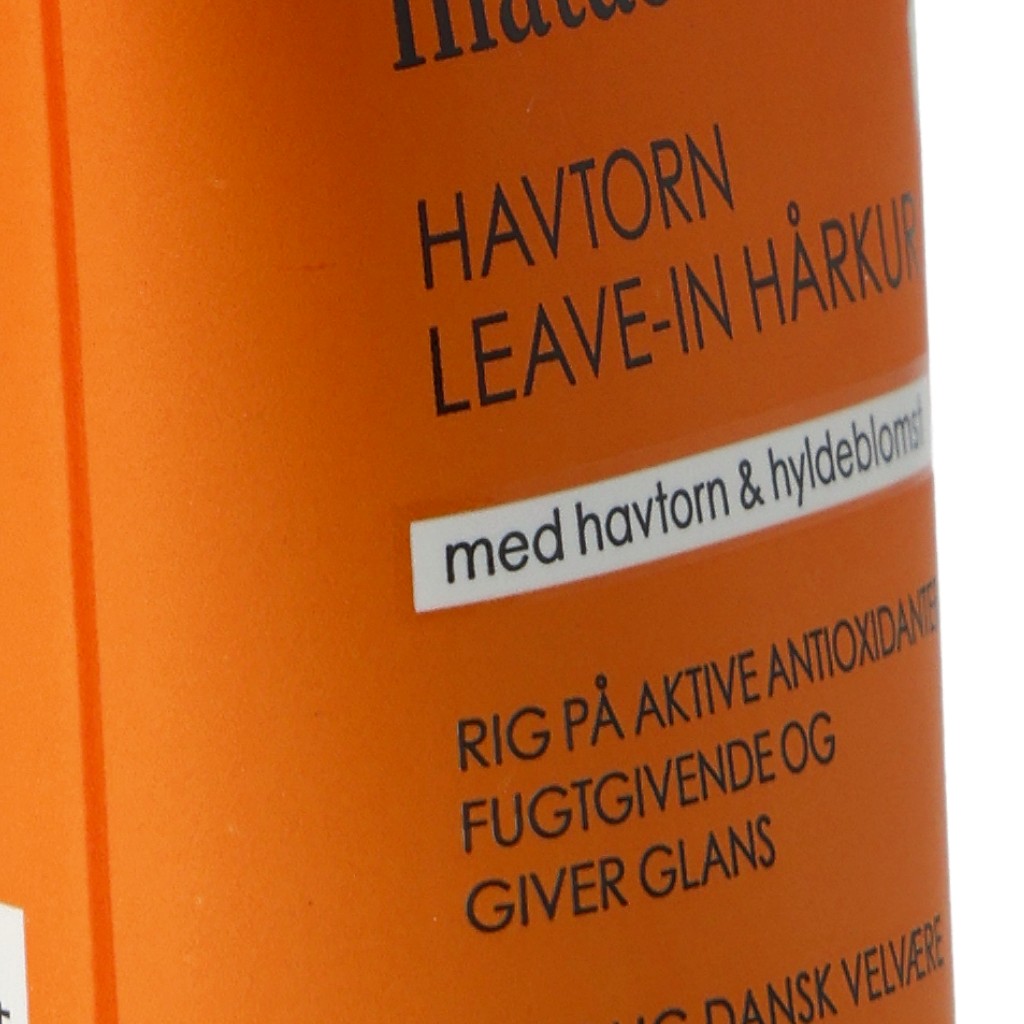 HAVTORN
LEAVE-IN HÅRKUR
med havtorn & hyldeblomst
RIG PÅ AKTIVE ANTIOXIDANTER
FUGTGIVENDE OG
GIVER GLANS
DANSK VELVÆRE